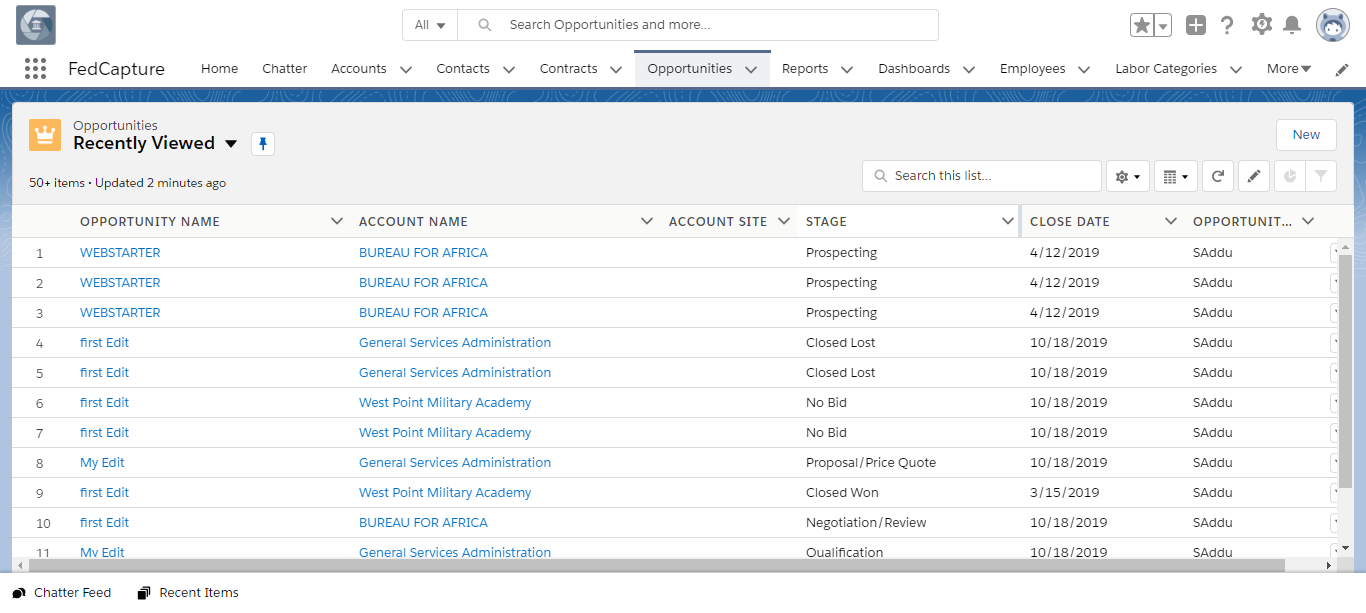 All Search Opportunities and more...
FedCapture Home Chatter Accounts Contacts Contracts Opportunities Reports Dashboards Employees Labor Categories More
Opportunities
Recently Viewed
New
50+ items • Updated 2 minutes ago
Search this list...
OPPORTUNITY NAME ACCOUNT NAME ACCOUNT SITE STAGE CLOSE DATE OPPORTUNIT...
1 WEBSTARTER BUREAU FOR AFRICA Prospecting 4/12/2019 SAddu
2 WEBSTARTER BUREAU FOR AFRICA Prospecting 4/12/2019 SAddu
3 WEBSTARTER BUREAU FOR AFRICA Prospecting 4/12/2019 SAddu
4 first Edit General Services Administration Closed Lost 10/18/2019 SAddu
5 first Edit General Services Administration Closed Lost 10/18/2019 SAddu
6 first Edit West Point Military Academy No Bid 10/18/2019 SAddu
7 first Edit West Point Military Academy No Bid 10/18/2019 SAddu
8 My Edit General Services Administration Proposal/Price Quote 10/18/2019 SAddu
9 first Edit West Point Military Academy Closed Won 3/15/2019 SAddu
10 first Edit BUREAU FOR AFRICA Negotiation/Review 10/18/2019 SAddu
11 My Edit General Services Administration Qualification 10/18/2019 SAddu
Chatter Feed Recent Items